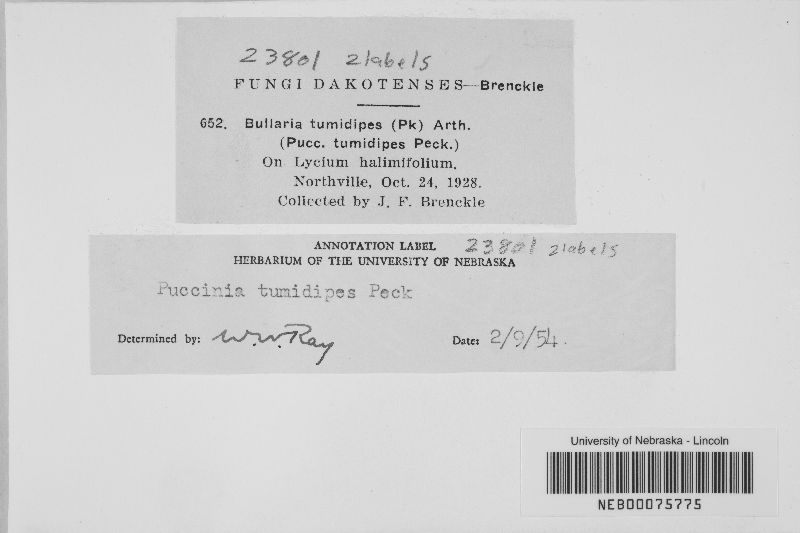 23801 2labels
FUNGI DAKOTENSES—Brenckle
652. Bullaria tumidipes (Pk) Arth.
(Pucc. tumidipes Peck.)
On Lycium halimifolium.
Northville, Oct. 24, 1928.
Collected by J. F. Brenckle
ANNOTATION LABEL 23801 2labels
HERBARIUM OF THE UNIVERSITY OF NEBRASKA
Puccinia tumidipes Peck
Determined by: W.W.Ray Date: 2/9/54.
University of Nebraska - Lincoln
NEB00075775